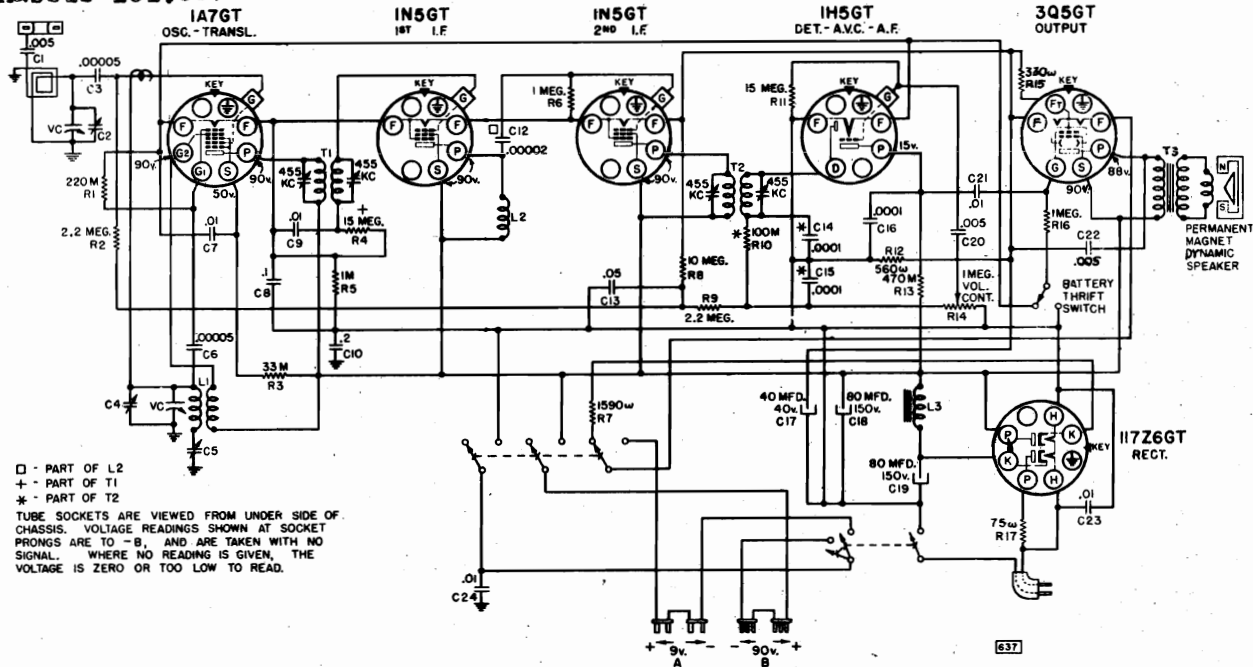 1A7GT
OSC.-TRANSL.
1N5GT
1ST I.F.
1N5GT
2ND I.F.
1H5GT
DET.-A.V.C.-A.F.
3Q5GT
OUTPUT
.005
C1
.00005
C3
VC
C2
220M
R1
2.2 MEG.
R2
KEY
G
F
F
G2
P
G1
S
90v.
50v.
90v.
.01
C7
T1
455
KC
455
KC
.01
C9
+
15 MEG.
R4
.1
C8
1M
R5
.2
C10
KEY
G
F
F
P
S
90v.
1 MEG.
R6
□
C12
.00002
L2
KEY
G
F
F
P
S
90v.
T2
455
KC
455
KC
*
100M
R10
*
C14
.0001
*
C15
.0001
.05
C13
10 MEG.
R8
R9
2.2 MEG.
15 MEG.
R11
KEY
G
F
F
P
D
15v.
.0001
C16
R12
560ω
470M
R13
C21
.01
.005
C20
1 MEG.
VOL.
CONT.
R14
330ω
R15
KEY
FT
F
F
P
G
S
90v.
88v.
1MEG.
R16
C22
.005
T3
N
S
PERMANENT
MAGNET
DYNAMIC
SPEAKER
BATTERY
THRIFT
SWITCH
.00005
C6
C4
VC
L1
C5
33M
R3
1590ω
R7
40 MFD.
40v.
C17
80 MFD.
150v.
C18
L3
80 MFD.
150v.
C19
P
H
K
K
P
H
KEY
117Z6GT
RECT.
.01
C23
75ω
R17
□ - PART OF L2
+ - PART OF T1
* - PART OF T2
TUBE SOCKETS ARE VIEWED FROM UNDER SIDE OF
CHASSIS. VOLTAGE READINGS SHOWN AT SOCKET
PRONGS ARE TO -B, AND ARE TAKEN WITH NO
SIGNAL. WHERE NO READING IS GIVEN, THE
VOLTAGE IS ZERO OR TOO LOW TO READ.
.01
C24
+ 9v. -
A
- 90v. +
B
637